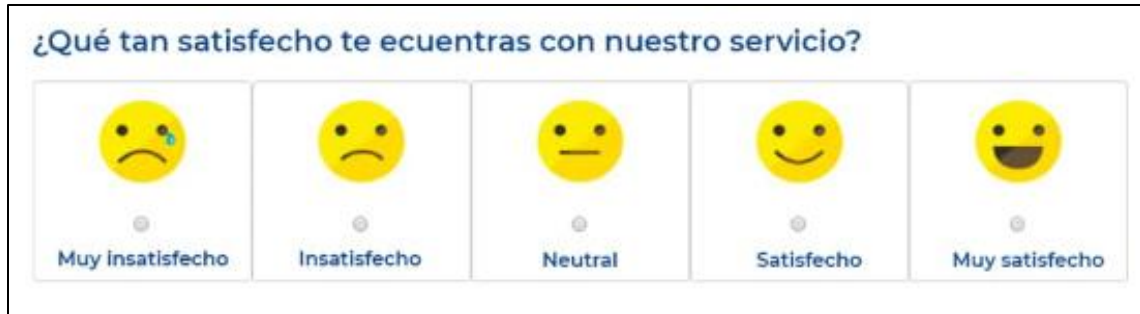 ¿Qué tan satisfecho te ecuentras con nuestro servicio?
Muy insatisfecho
Insatisfecho
Neutral
Satisfecho
Muy satisfecho